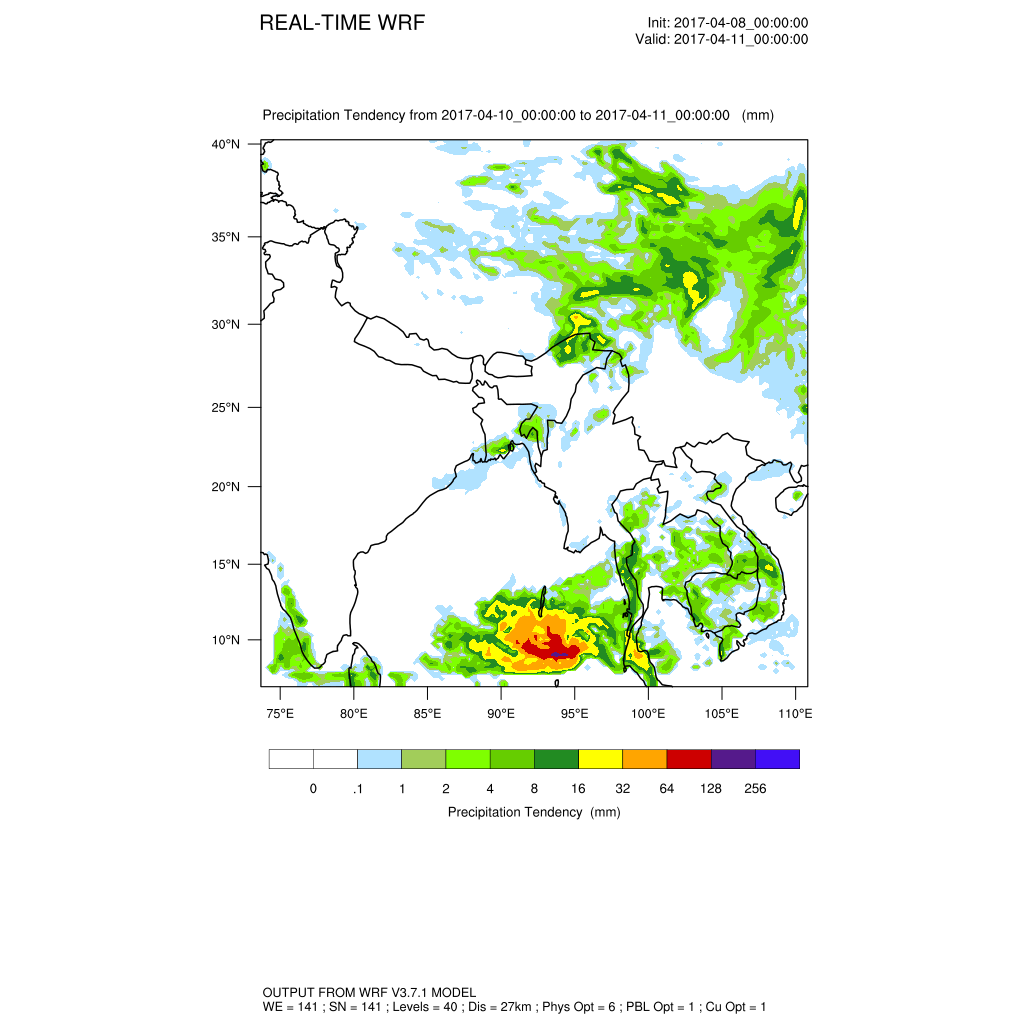 REAL-TIME WRF
Init: 2017-04-08_00:00:00
Valid: 2017-04-11_00:00:00
Precipitation Tendency from 2017-04-10_00:00:00 to 2017-04-11_00:00:00 (mm)
40°N
35°N
30°N
25°N
20°N
15°N
10°N
75°E 80°E 85°E 90°E 95°E 100°E 105°E 110°E
0 .1 1 2 4 8 16 32 64 128 256
Precipitation Tendency (mm)
OUTPUT FROM WRF V3.7.1 MODEL
WE = 141 ; SN = 141 ; Levels = 40 ; Dis = 27km ; Phys Opt = 6 ; PBL Opt = 1 ; Cu Opt = 1